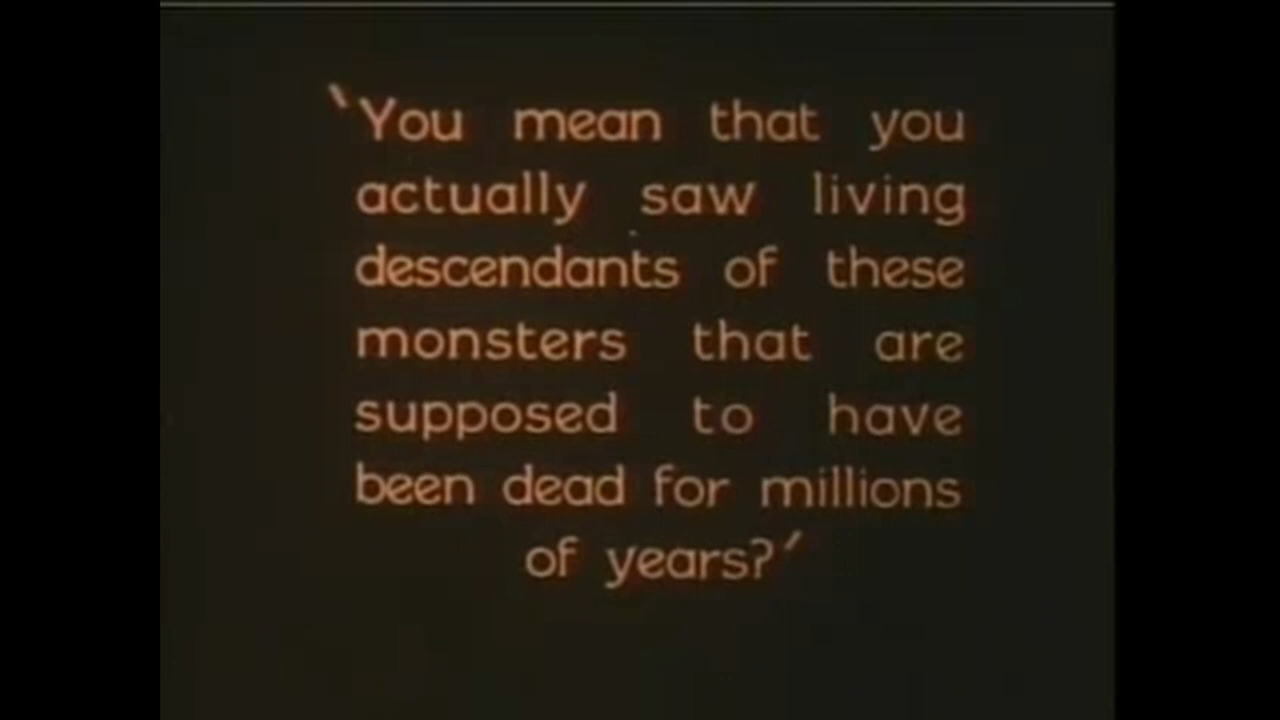 ‵You mean that you
actually saw living
descendants of these
monsters that are
supposed to have
been dead for millions
of years?′